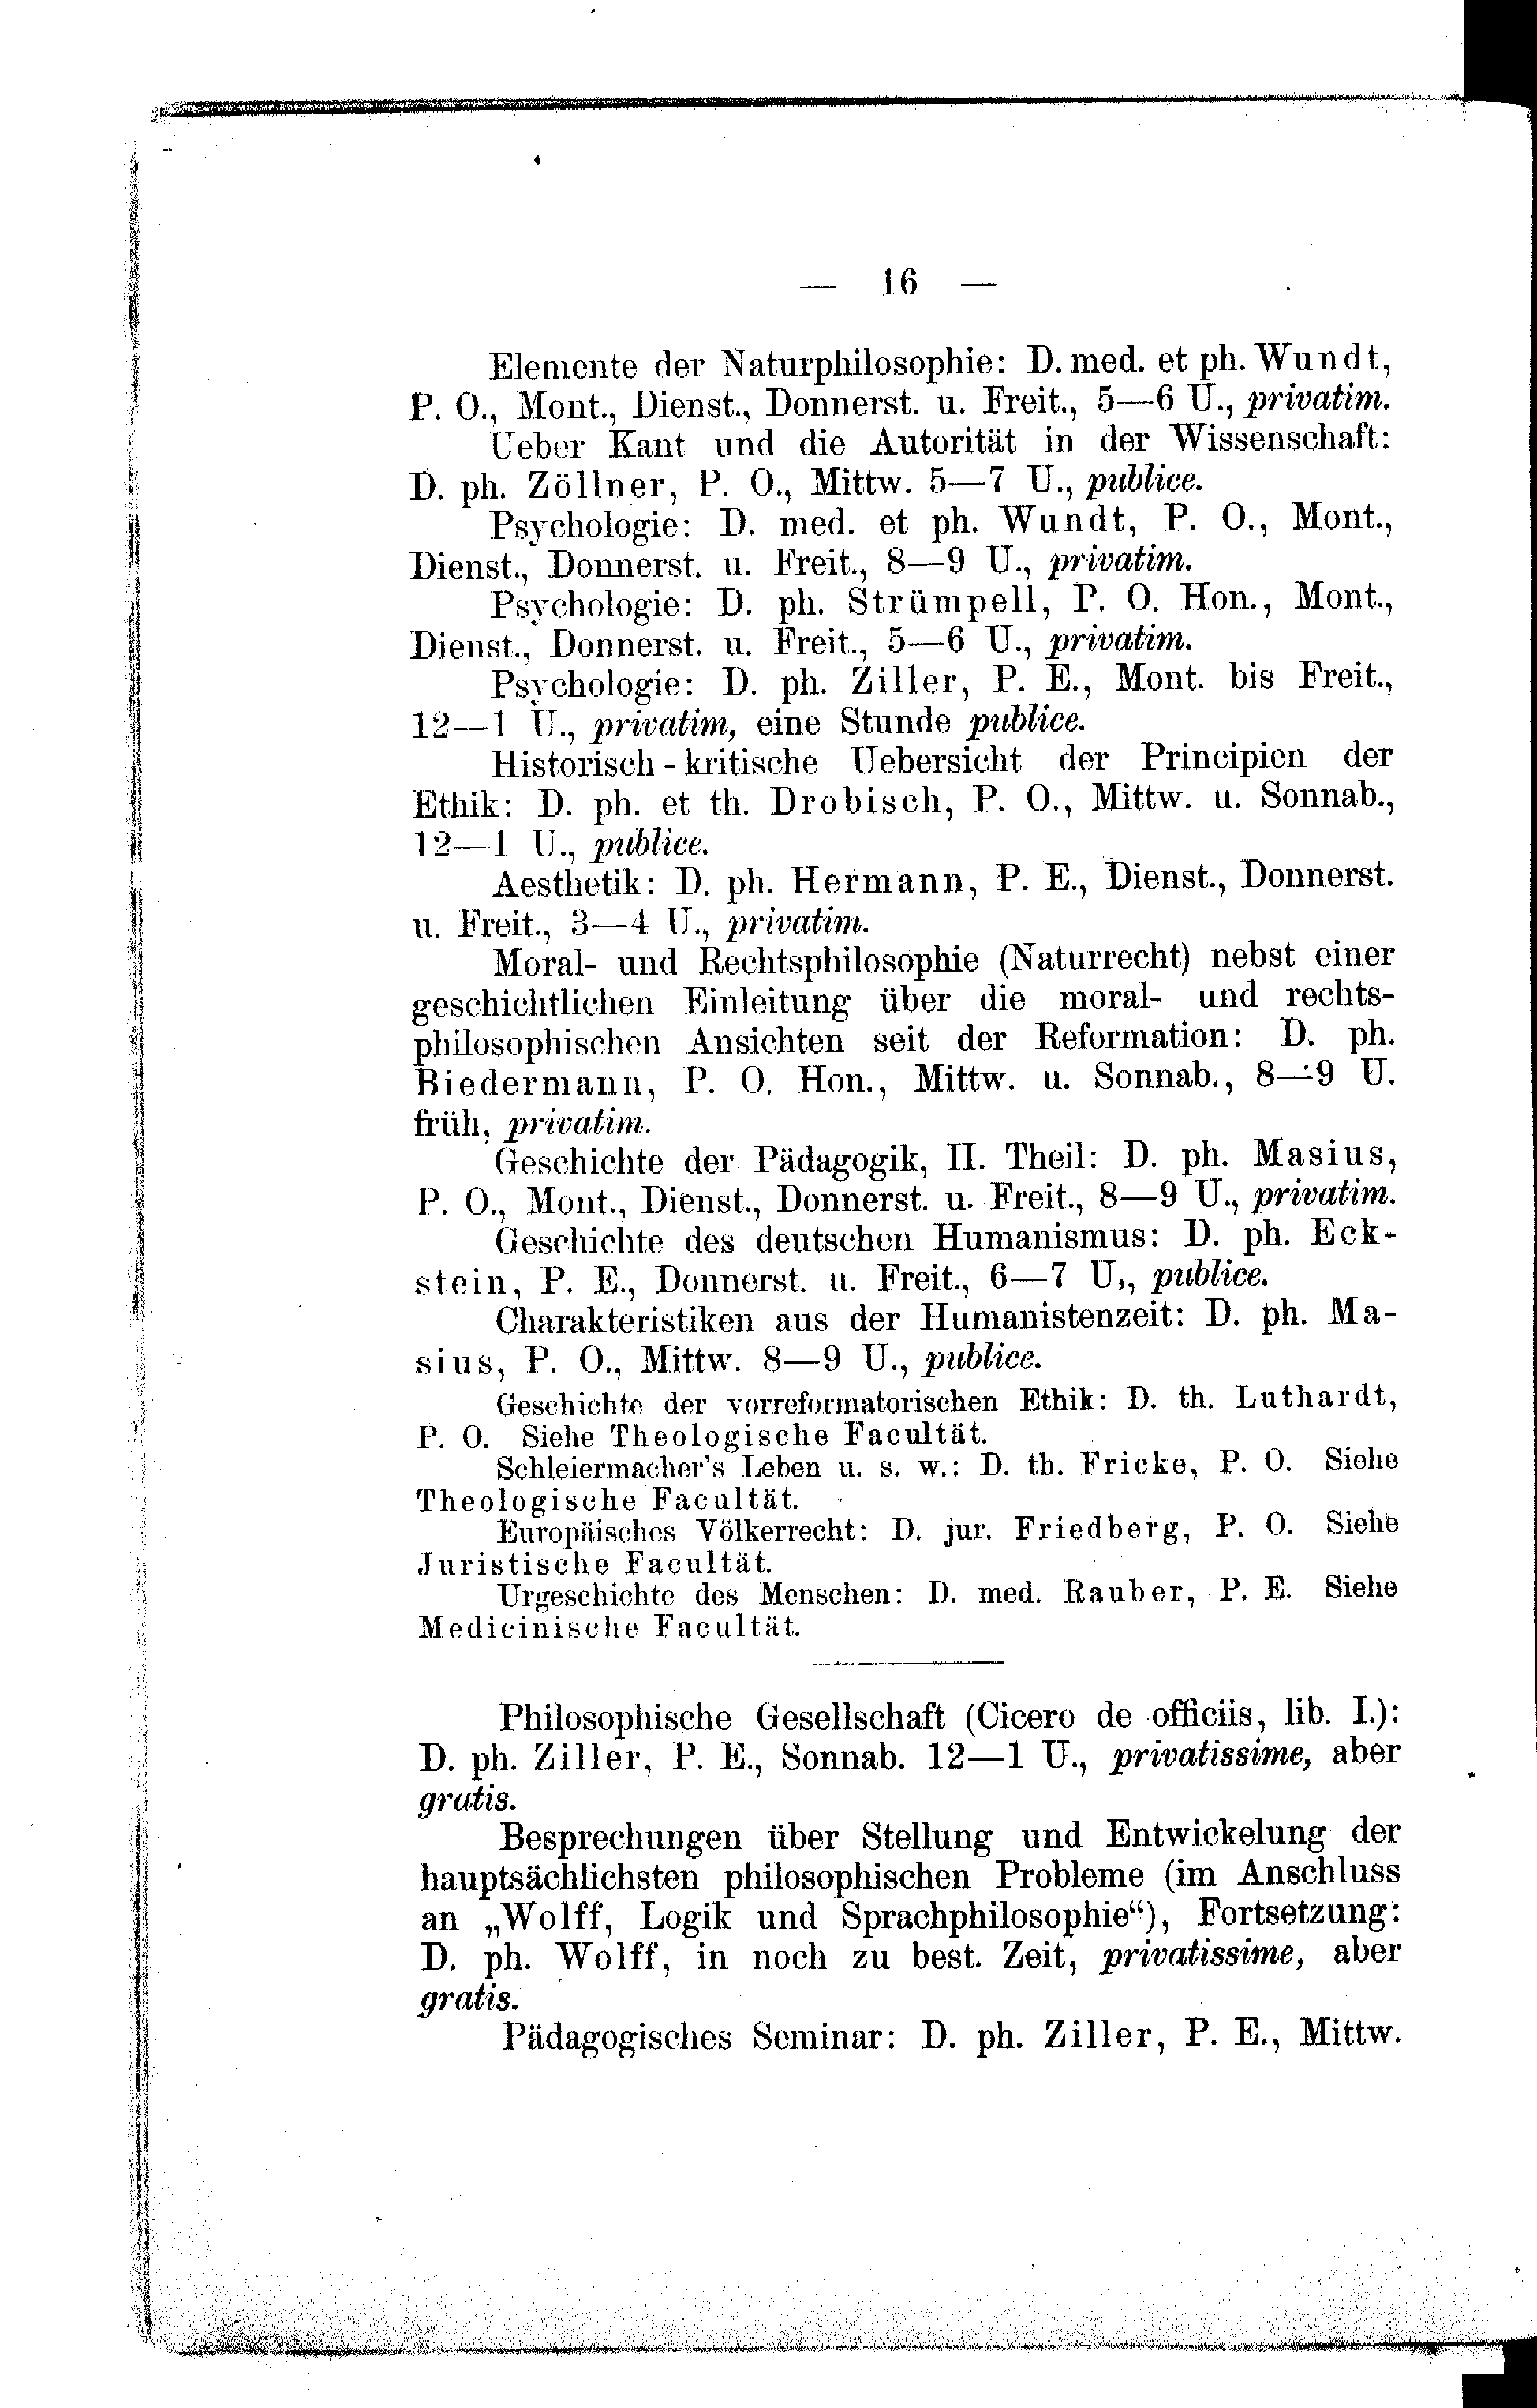 — 16 —
Elemente der Naturphilosophie: D. med. et ph. Wundt,
P. O., Mont., Dienst., Donnerst. u. Freit., 5—6 U., privatim.
Ueber Kant und die Autorität in der Wissenschaft:
D. ph. Zöllner, P. O., Mittw. 5—7 U., publice.
Psychologie: D. med. et ph. Wundt, P. O., Mont.,
Dienst., Donnerst. u. Freit., 8—9 U., privatim.
Psychologie: D. ph. Strümpell, P. O. Hon., Mont.,
Dienst., Donnerst. u. Freit., 5—6 U., privatim.
Psychologie: D. ph. Ziller, P. E., Mont. bis Freit.,
12—1 U., privatim, eine Stunde publice.
Historisch-kritische Uebersicht der Principien der
Ethik: D. ph. et th. Drobisch, P. O., Mittw. u. Sonnab.,
12—1 U., publice.
Aesthetik: D. ph. Hermann, P. E., Dienst., Donnerst.
u. Freit., 3—4 U., privatim.
Moral- und Rechtsphilosophie (Naturrecht) nebst einer
geschichtlichen Einleitung über die moral- und rechts-
philosophischen Ansichten seit der Reformation: D. ph.
Biedermann, P. O. Hon., Mittw. u. Sonnab., 8—9 U.
früh, privatim.
Geschichte der Pädagogik, II. Theil: D. ph. Masius,
P. O., Mont., Dienst., Donnerst. u. Freit., 8—9 U., privatim.
Geschichte des deutschen Humanismus: D. ph. Eck-
stein, P. E., Donnerst. u. Freit., 6—7 U,, publice.
Charakteristiken aus der Humanistenzeit: D. ph. Ma-
sius, P. O., Mittw. 8—9 U., publice.
Geschichte der vorreformatorischen Ethik: D. th. Luthardt,
P. O. Siehe Theologische Facultät.
Schleiermacher's Leben u. s. w.: D. th. Fricke, P. O. Siehe
Theologische Facultät.
Europäisches Völkerrecht: D. jur. Friedberg, P. O. Siehe
Juristische Facultät.
Urgeschichte des Menschen: D. med. Rauber, P. E. Siehe
Medicinische Facultät.
Philosophische Gesellschaft (Cicero de officiis, lib. I.):
D. ph. Ziller, P. E., Sonnab. 12—1 U., privatissime, aber
gratis.
Besprechungen über Stellung und Entwickelung der
hauptsächlichsten philosophischen Probleme (im Anschluss
an „Wolff, Logik und Sprachphilosophie“), Fortsetzung:
D. ph. Wolff, in noch zu best. Zeit, privatissime, aber
gratis.
Pädagogisches Seminar: D. ph. Ziller, P. E., Mittw.